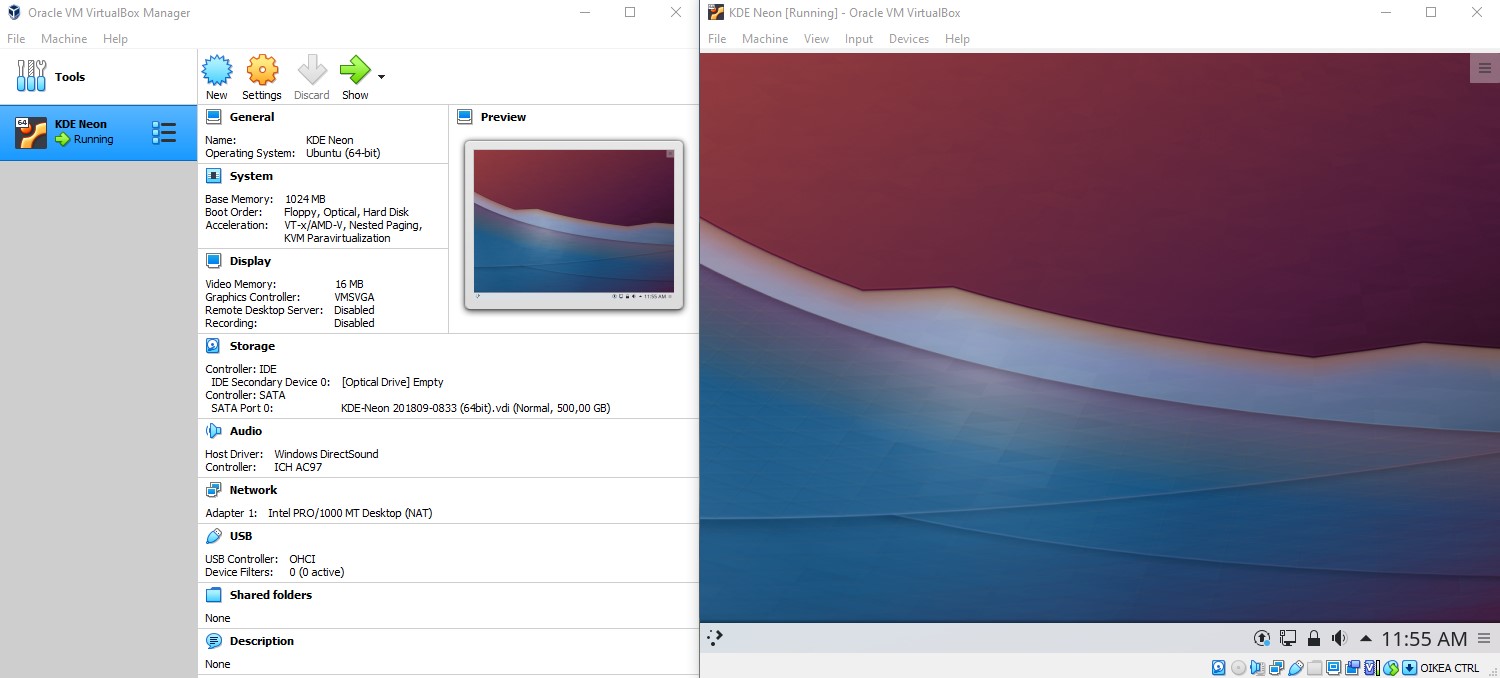 Oracle VM VirtualBox Manager
File Machine Help
Tools
64
KDE Neon
Running
New Settings Discard Show
General
Name: KDE Neon
Operating System: Ubuntu (64-bit)
System
Base Memory: 1024 MB
Boot Order: Floppy, Optical, Hard Disk
Acceleration: VT-x/AMD-V, Nested Paging,
KVM Paravirtualization
Display
Video Memory: 16 MB
Graphics Controller: VMSVGA
Remote Desktop Server: Disabled
Recording: Disabled
Preview
11:55 AM
Storage
Controller: IDE
IDE Secondary Device 0: [Optical Drive] Empty
Controller: SATA
SATA Port 0: KDE-Neon 201809-0833 (64bit).vdi (Normal, 500,00 GB)
Audio
Host Driver: Windows DirectSound
Controller: ICH AC97
Network
Adapter 1: Intel PRO/1000 MT Desktop (NAT)
USB
USB Controller: OHCI
Device Filters: 0 (0 active)
Shared folders
None
Description
None
KDE Neon [Running] - Oracle VM VirtualBox
File Machine View Input Devices Help
11:55 AM
OIKEA CTRL